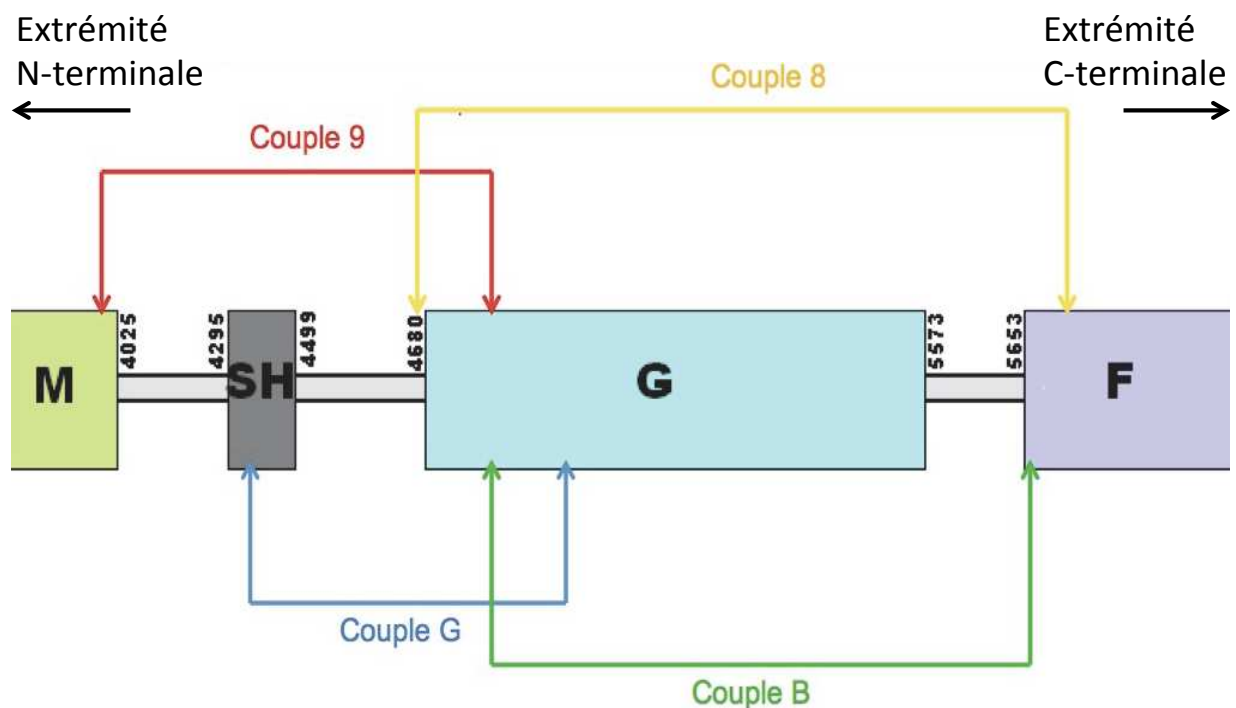 Extrémité
N-terminale
Extrémité
C-terminale
Couple 8
Couple 9
M
4025
4295
SH
4499
4680
G
5573
5653
F
Couple G
Couple B